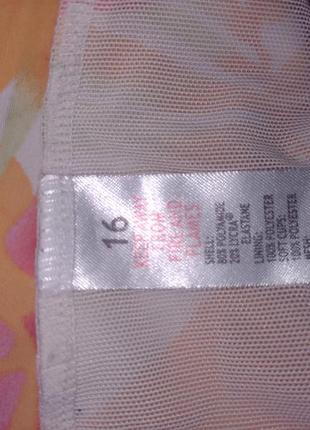 16
KEEP AWAY
FROM
FIRE AND
FLAMES
SHELL:
80% POLYAMIDE
20% LYCRA®
ELASTANE
LINING:
100% POLYESTER
SOFT CUPS:
100% POLYESTER
MESH: